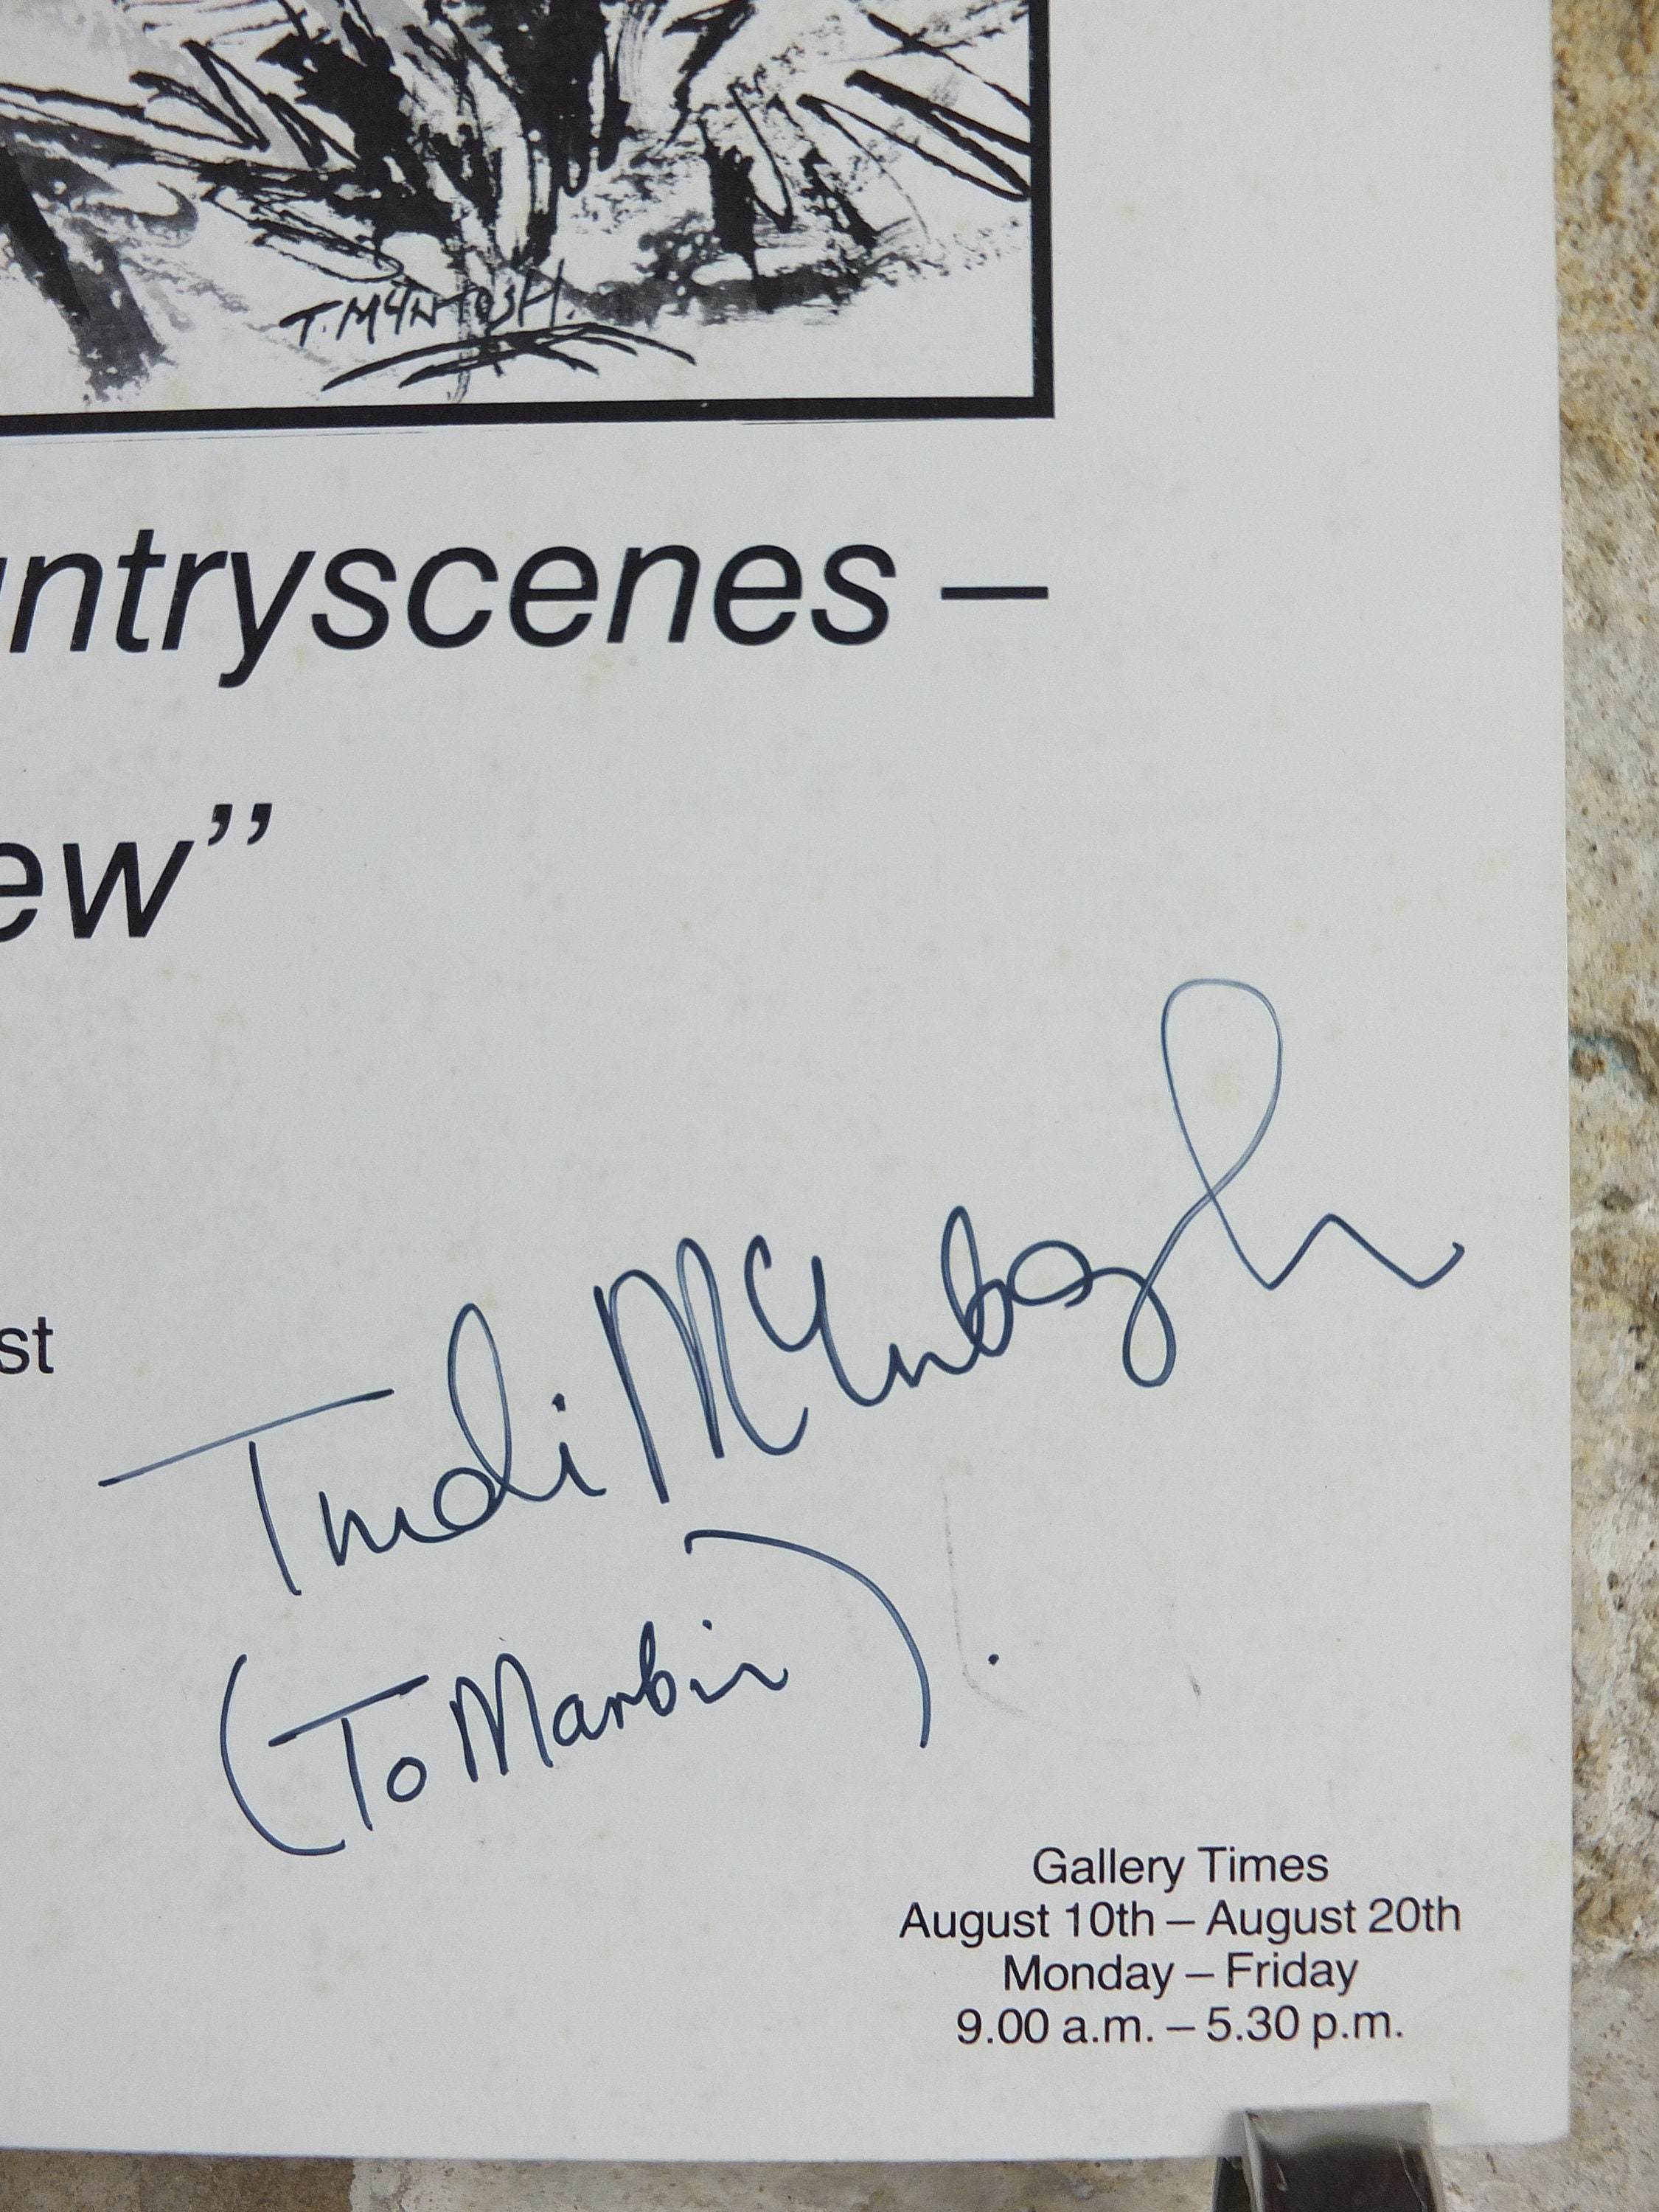 T. McINTOSH.
untryscenes –
ew”
st
Trudi McIntosh
(To Martin).
Gallery Times
August 10th – August 20th
Monday – Friday
9.00 a.m. – 5.30 p.m.